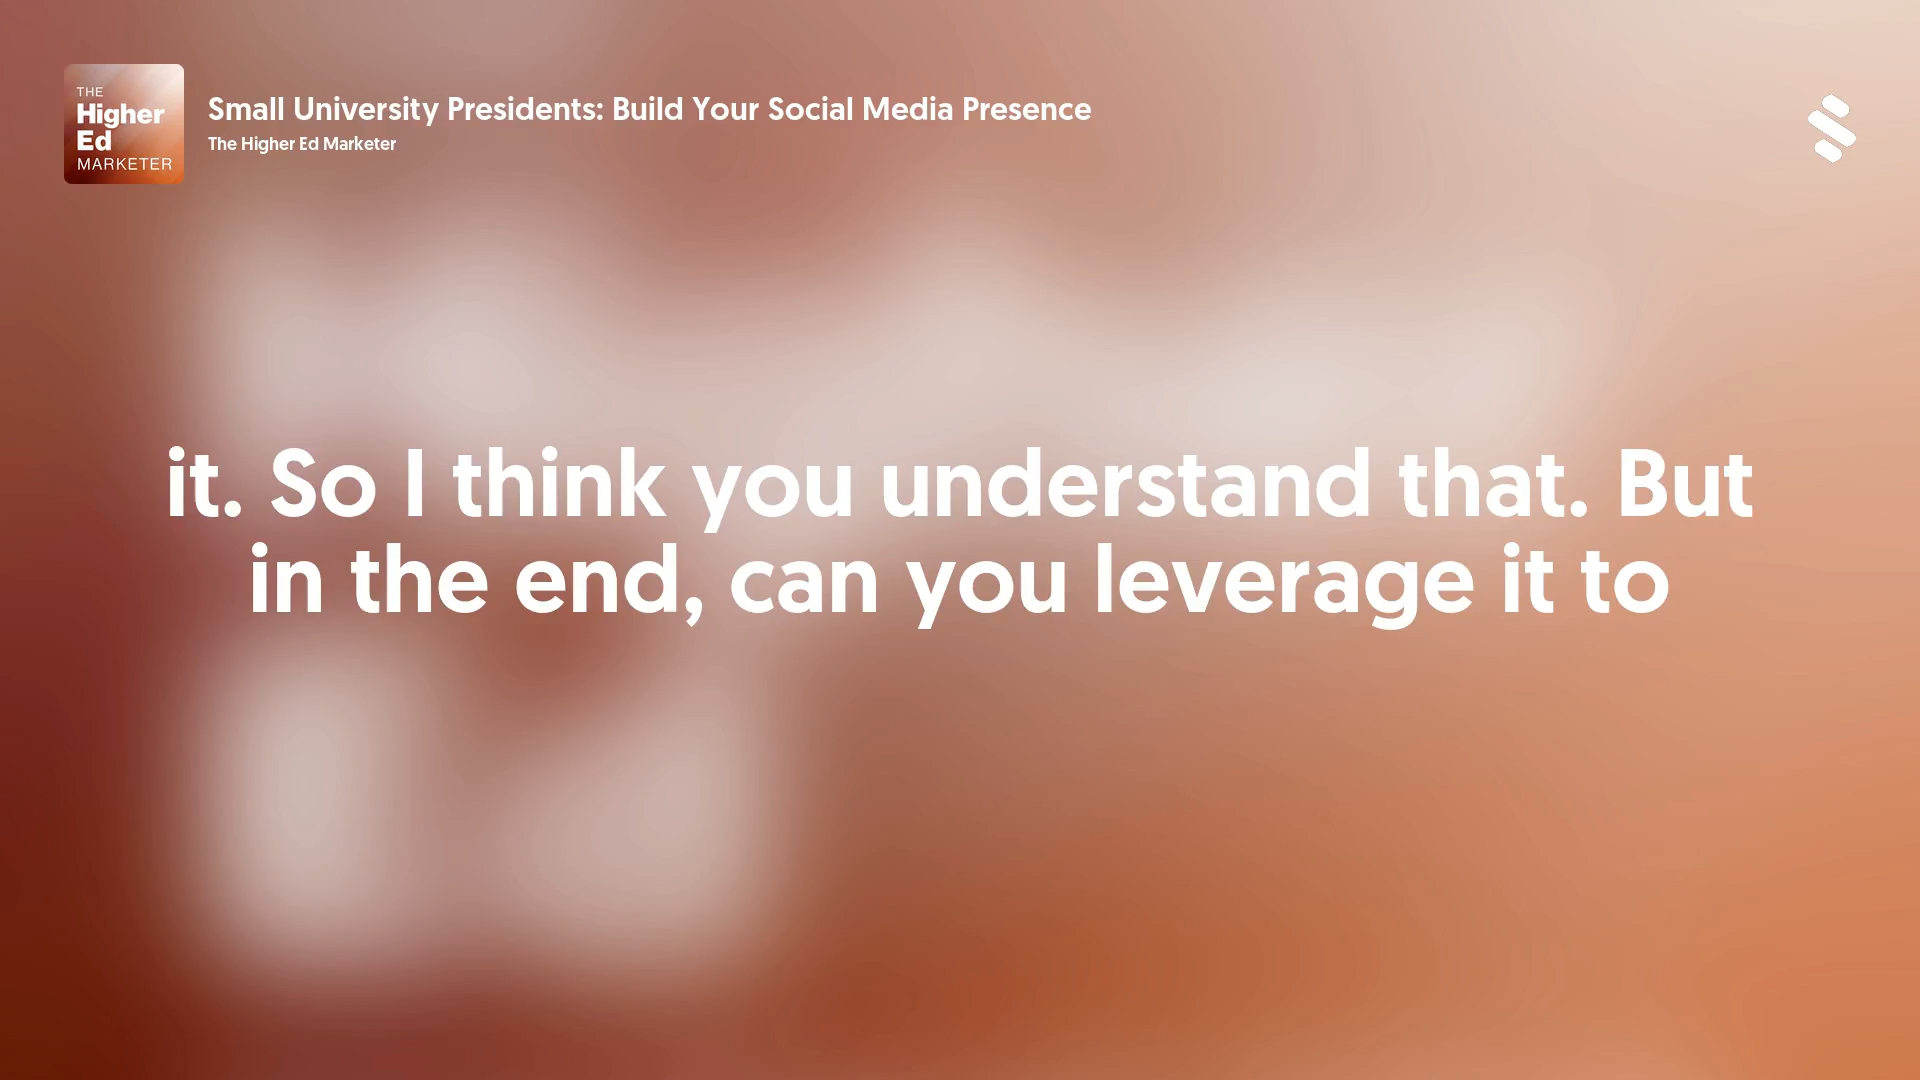 THE
Higher
Ed
MARKETER
Small University Presidents: Build Your Social Media Presence
The Higher Ed Marketer
it. So I think you understand that. But
in the end, can you leverage it to